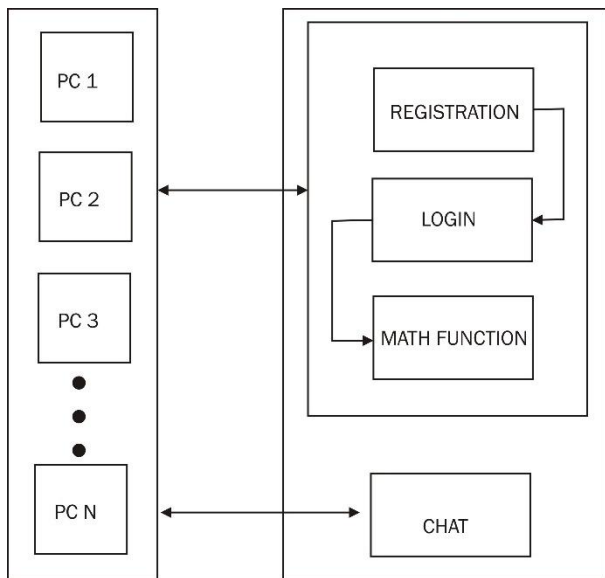 PC 1
PC 2
PC 3
PC N
REGISTRATION
LOGIN
MATH FUNCTION
CHAT